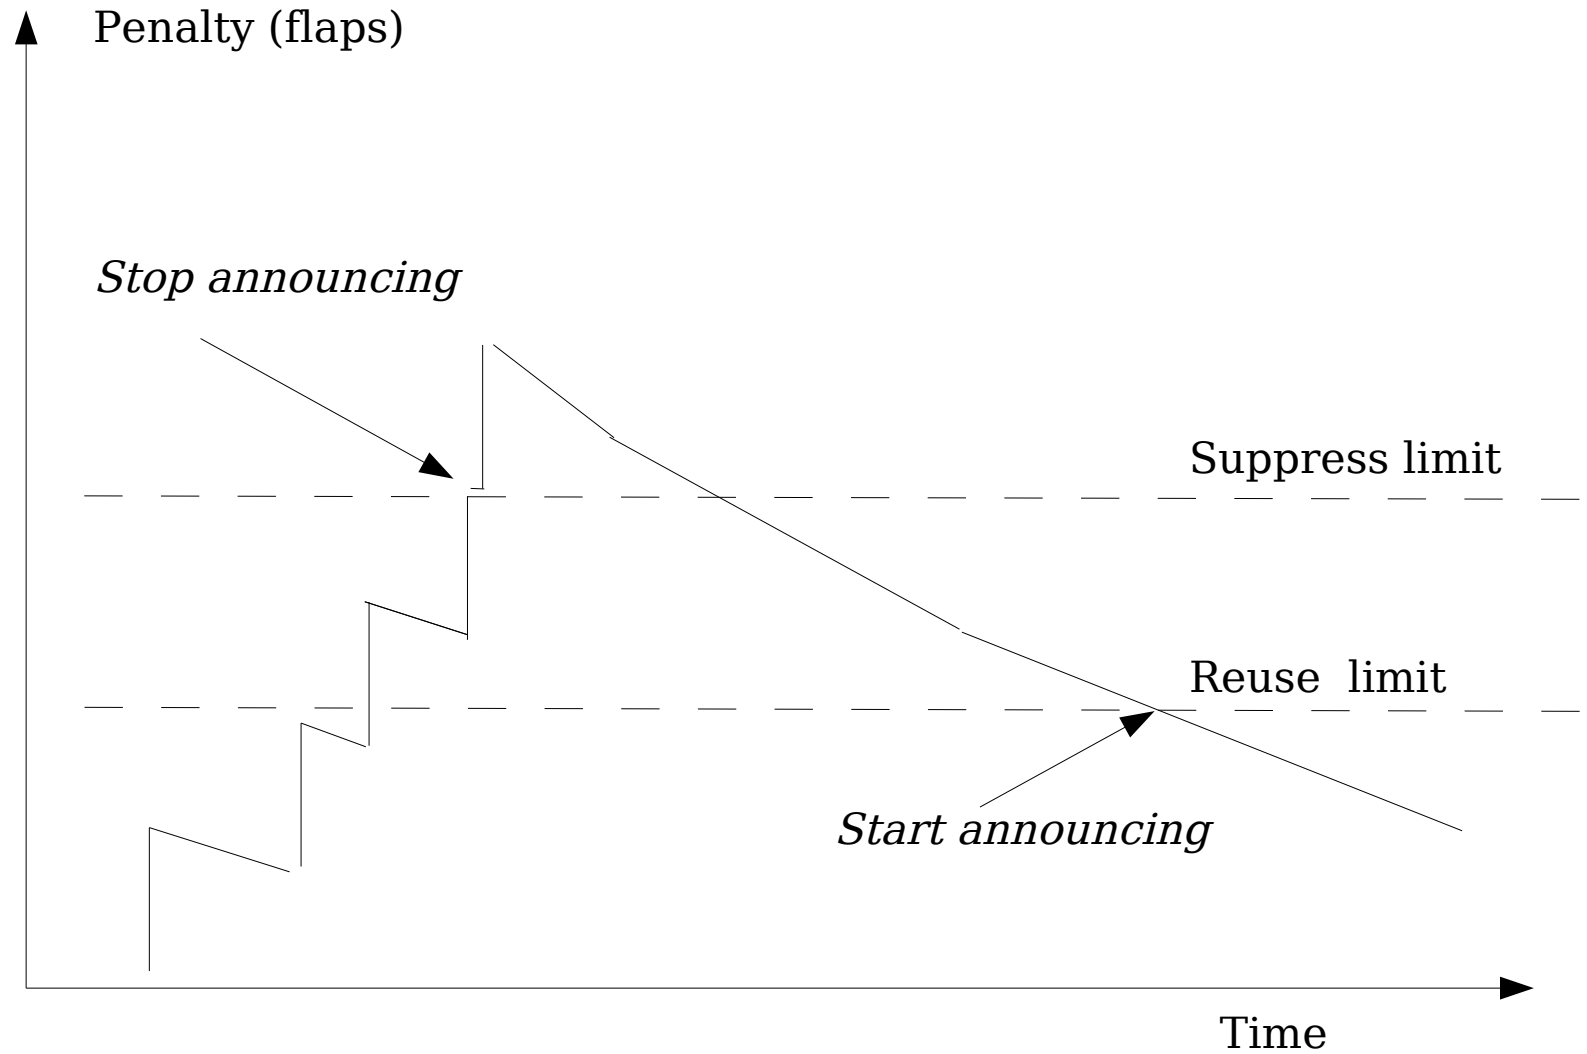 Penalty (flaps)
Stop announcing
Suppress limit
Reuse limit
Start announcing
Time